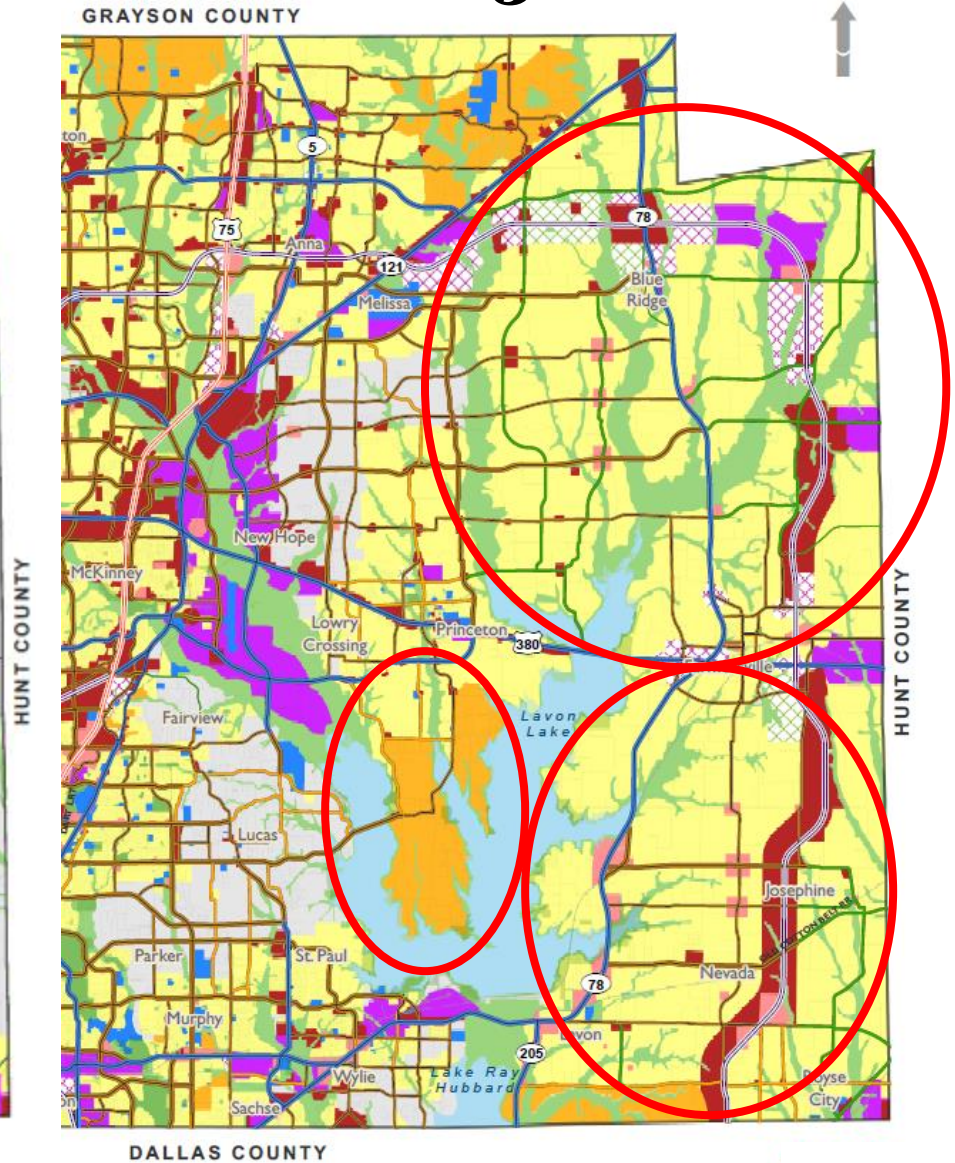 GRAYSON COUNTY
5
78
75
Anna
121
Blue
Ridge
Melissa
New Hope
McKinney
HUNT COUNTY
HUNT COUNTY
Lowry
Crossing
Princeton
380
Fairview
Lavon
Lake
Lucas
Josephine
Parker
St. Paul
Nevada
78
Murphy
205
Wylie
Lake Ray
Hubbard
Sachse
City
DALLAS COUNTY